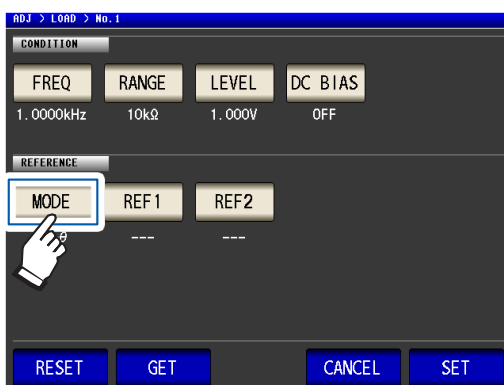 ADJ > LOAD > No.1
CONDITION
FREQ RANGE LEVEL DC BIAS
1.0000kHz 10kΩ 1.000V OFF
REFERENCE
MODE REF1 REF2
θ --- ---
RESET GET CANCEL SET